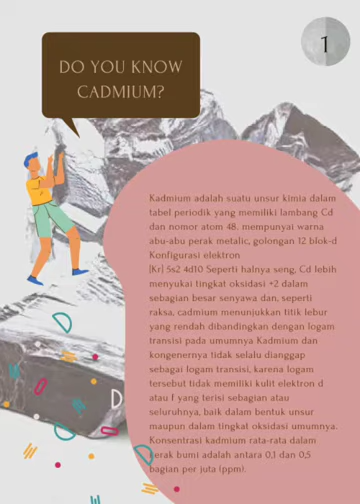 1
DO YOU KNOW
CADMIUM?
Kadmium adalah suatu unsur kimia dalam
tabel periodik yang memiliki lambang Cd
dan nomor atom 48. mempunyai warna
abu-abu perak metalic, golongan 12 blok-d
Konfigurasi elektron
[Kr] 5s2 4d10 Seperti halnya seng, Cd lebih
menyukai tingkat oksidasi +2 dalam
sebagian besar senyawa dan, seperti
raksa, cadmium menunjukkan titik lebur
yang rendah dibandingkan dengan logam
transisi pada umumnya Kadmium dan
kongenernya tidak selalu dianggap
sebagai logam transisi, karena logam
tersebut tidak memiliki kulit elektron d
atau f yang terisi sebagian atau
seluruhnya, baik dalam bentuk unsur
maupun dalam tingkat oksidasi umumnya.
Konsentrasi kadmium rata-rata dalam
kerak bumi adalah antara 0,1 dan 0,5
bagian per juta (ppm).